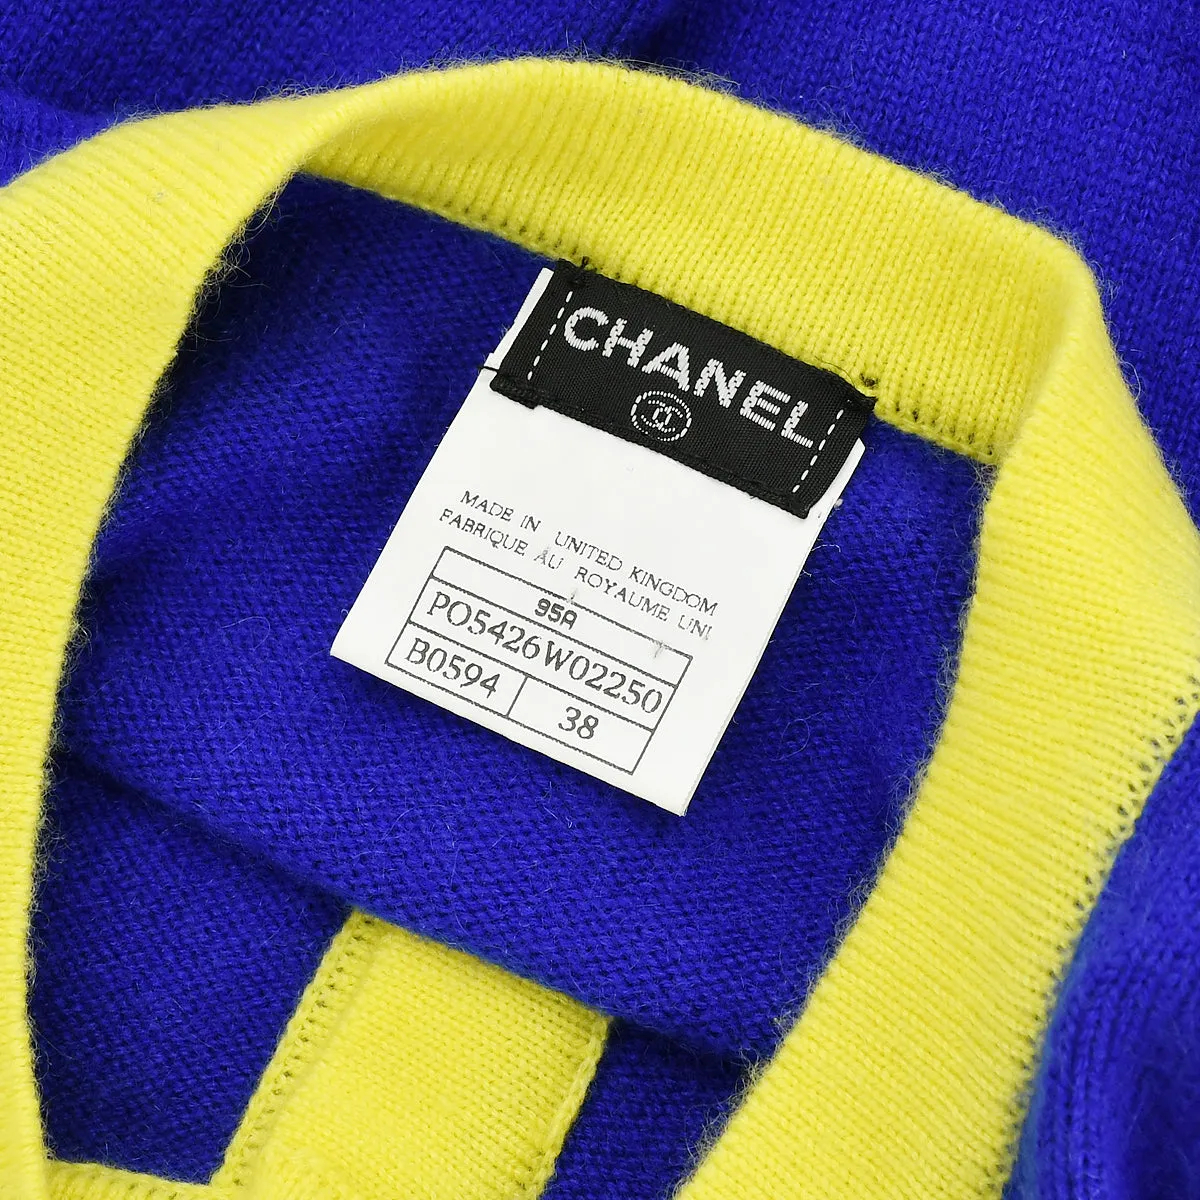 CHANEL
MADE IN UNITED KINGDOM
FABRIQUE AU ROYAUME UNI
95A
PO5426W02250
B0594 38